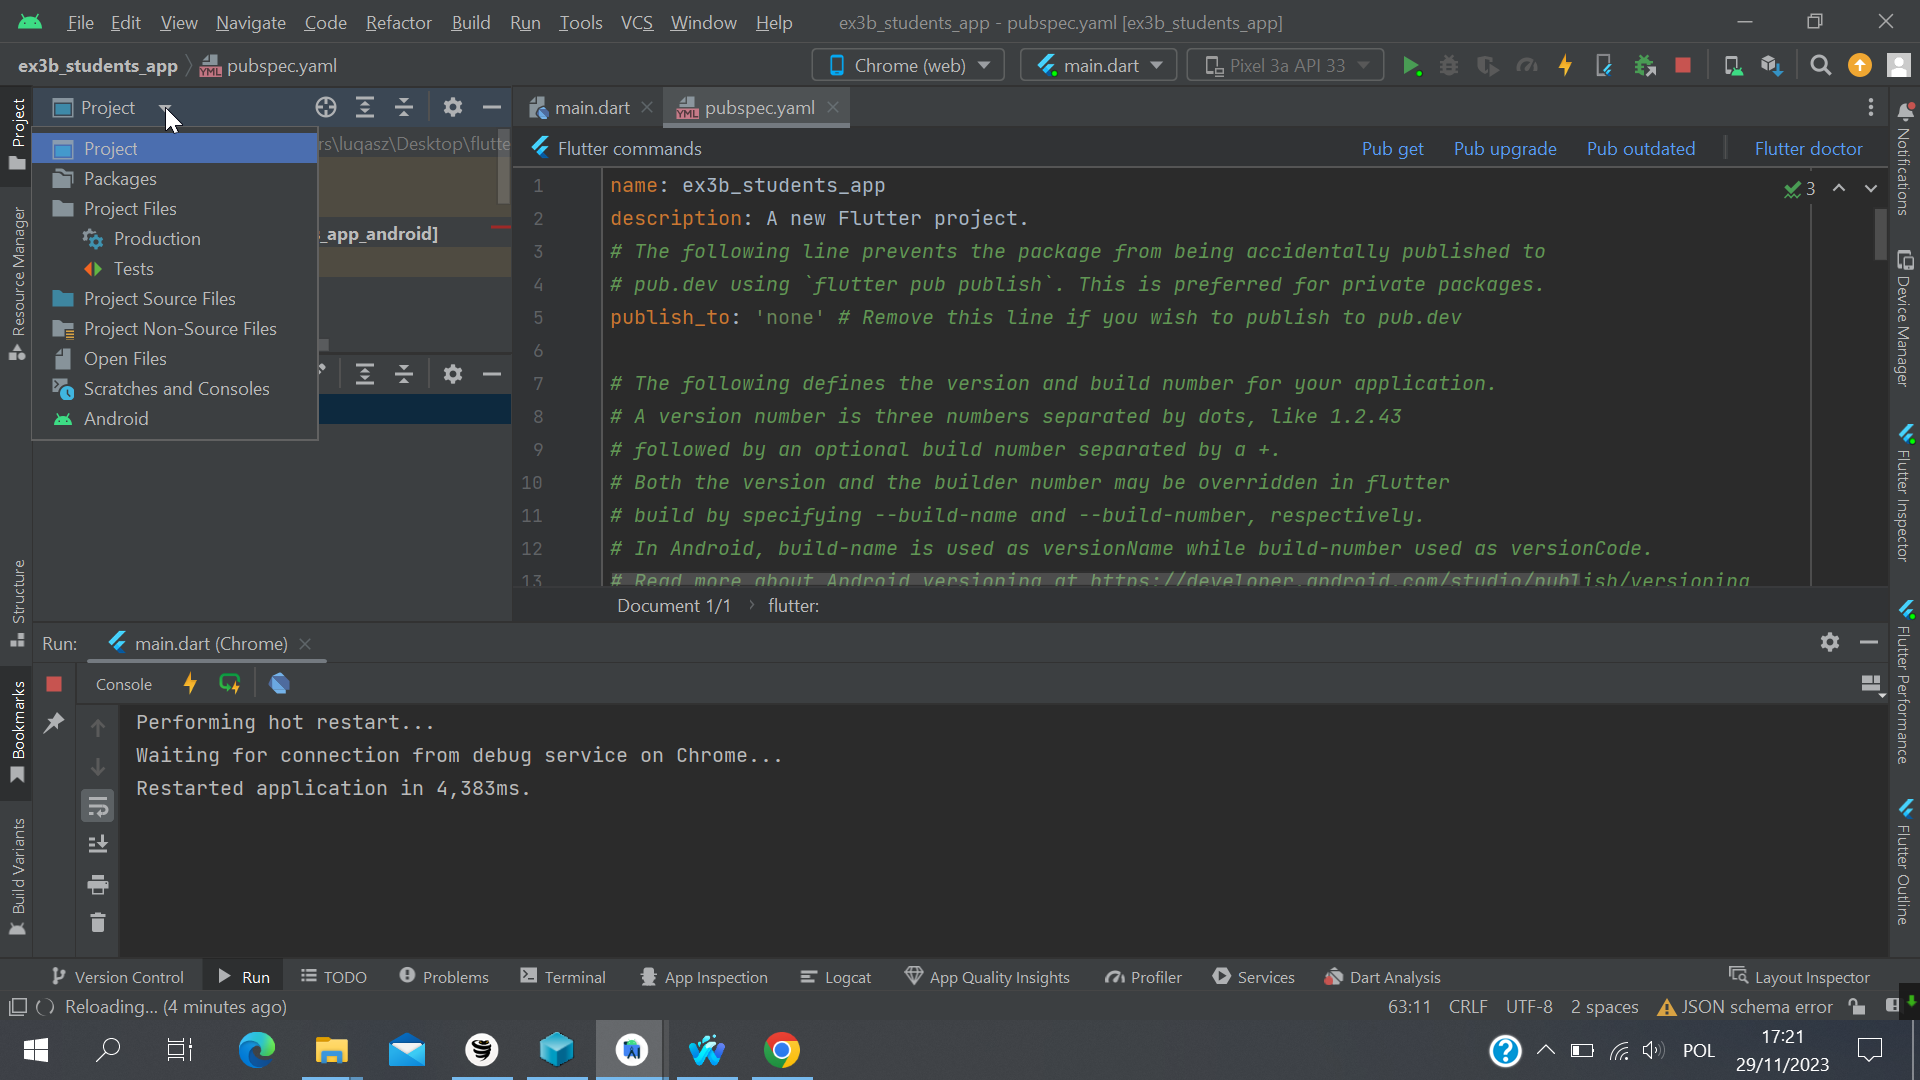 File Edit View Navigate Code Refactor Build Run Tools VCS Window Help ex3b_students_app - pubspec.yaml [ex3b_students_app]
ex3b_students_app pubspec.yaml Chrome (web) main.dart Pixel 3a API 33
Project
Project
Packages
Project Files
Production
Tests
Project Source Files
Project Non-Source Files
Open Files
Scratches and Consoles
Android
rs\luqasz\Desktop\flutte
_app_android]
main.dart pubspec.yaml
Flutter commands Pub get Pub upgrade Pub outdated Flutter doctor
3
1 name: ex3b_students_app
2 description: A new Flutter project.
3 # The following line prevents the package from being accidentally published to
4 # pub.dev using `flutter pub publish`. This is preferred for private packages.
5 publish_to: 'none' # Remove this line if you wish to publish to pub.dev
6
7 # The following defines the version and build number for your application.
8 # A version number is three numbers separated by dots, like 1.2.43
9 # followed by an optional build number separated by a +.
10 # Both the version and the builder number may be overridden in flutter
11 # build by specifying --build-name and --build-number, respectively.
12 # In Android, build-name is used as versionName while build-number used as versionCode.
13 # Read more about Android versioning at https://developer.android.com/studio/publish/versioning
Document 1/1 flutter:
Project
Resource Manager
Structure
Bookmarks
Build Variants
Notifications
Device Manager
Flutter Inspector
Flutter Performance
Flutter Outline
Run: main.dart (Chrome)
Console
Performing hot restart...
Waiting for connection from debug service on Chrome...
Restarted application in 4,383ms.
Version Control Run TODO Problems Terminal App Inspection Logcat App Quality Insights Profiler Services Dart Analysis Layout Inspector
Reloading... (4 minutes ago) 63:11 CRLF UTF-8 2 spaces JSON schema error
POL
17:21
29/11/2023